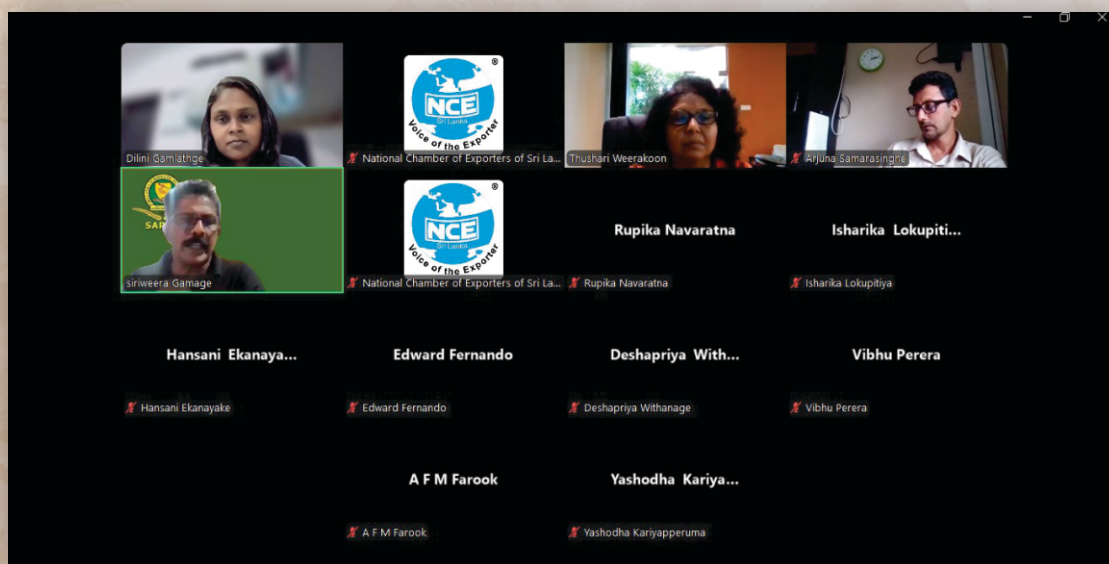 Dilini Gamlathge
NCE
Sri Lanka
Voice of the Exporter
®
National Chamber of Exporters of Sri La...
Thushari Weerakoon
Arjuna Samarasinghe
SAP
siriweera Gamage
NCE
Sri Lanka
Voice of the Exporter
®
National Chamber of Exporters of Sri La...
Rupika Navaratna
Rupika Navaratna
Isharika Lokupiti...
Isharika Lokupitiya
Hansani Ekanaya...
Hansani Ekanayake
Edward Fernando
Edward Fernando
Deshapriya With...
Deshapriya Withanage
Vibhu Perera
Vibhu Perera
A F M Farook
A F M Farook
Yashodha Kariya...
Yashodha Kariyapperuma